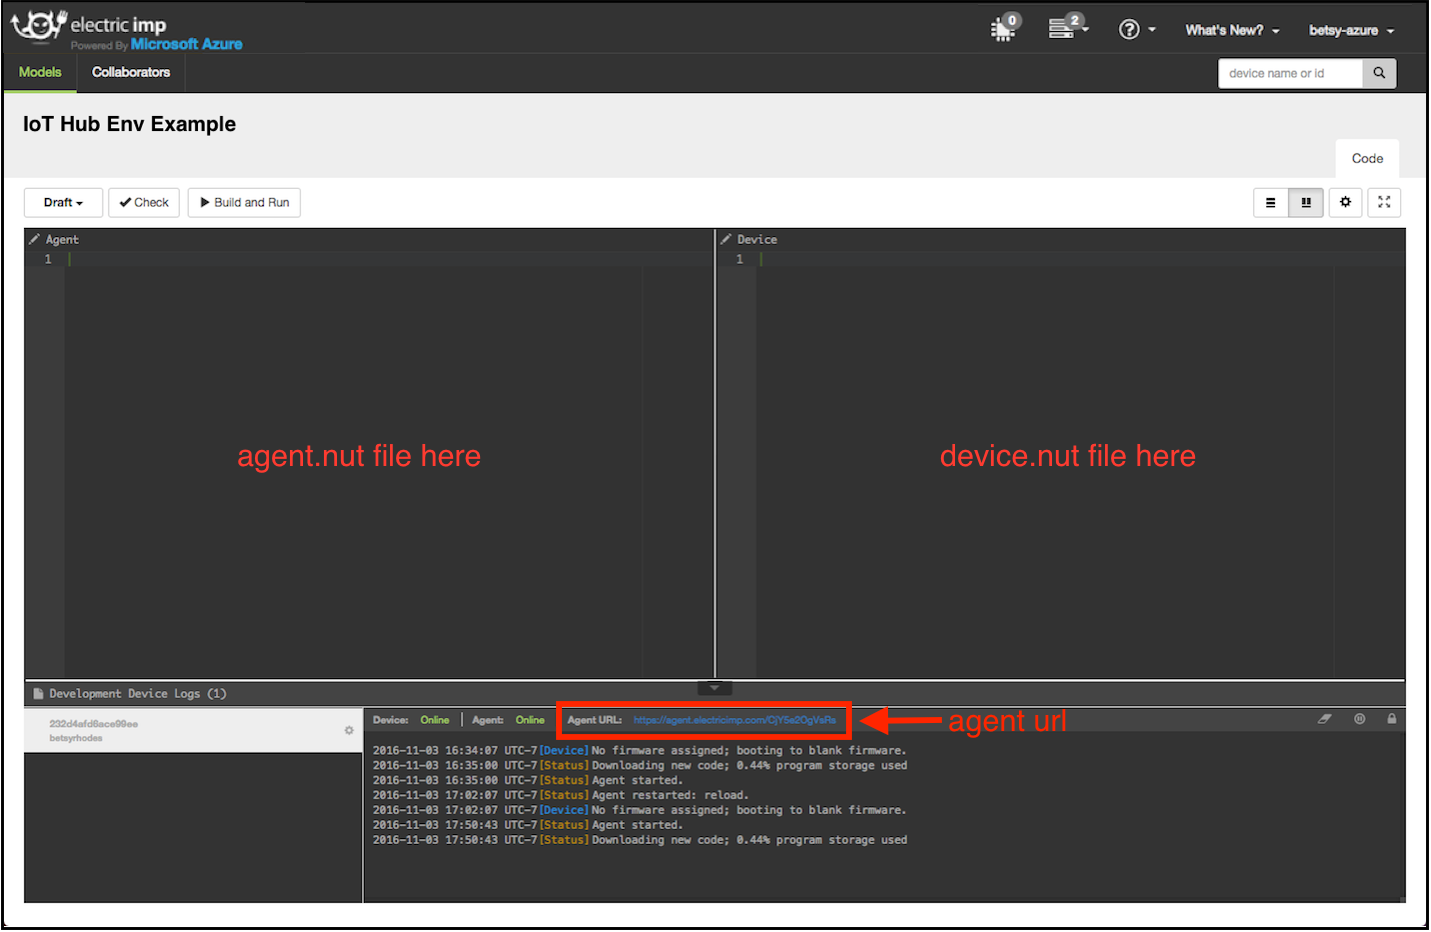 electric imp
Powered By Microsoft Azure
0
2
?
What's New?
betsy-azure
Models
Collaborators
device name or id
IoT Hub Env Example
Code
Draft
Check
Build and Run
Agent
Device
1
1
agent.nut file here
device.nut file here
Development Device Logs (1)
232d4afd6ace99ee
betsyrhodes
Device: Online | Agent: Online
Agent URL: https://agent.electricimp.com/OjY5a2OgVsRs
agent url
2016-11-03 16:34:07 UTC-7 [Device] No firmware assigned; booting to blank firmware.
2016-11-03 16:35:00 UTC-7 [Status] Downloading new code; 0.44% program storage used
2016-11-03 16:35:00 UTC-7 [Status] Agent started.
2016-11-03 17:02:07 UTC-7 [Status] Agent restarted: reload.
2016-11-03 17:02:07 UTC-7 [Device] No firmware assigned; booting to blank firmware.
2016-11-03 17:50:43 UTC-7 [Status] Agent started.
2016-11-03 17:50:43 UTC-7 [Status] Downloading new code; 0.44% program storage used